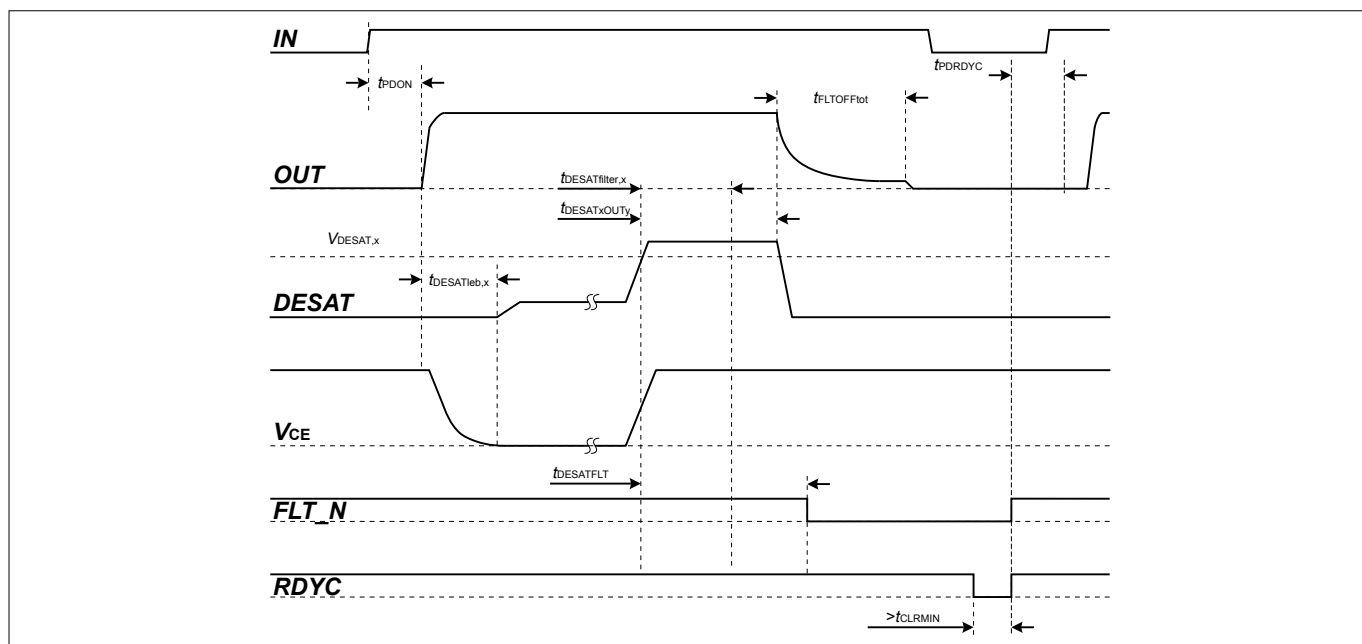 IN
tPDRDYC
tPDON
tFLTOFFtot
OUT
tDESATfilter,x
tDESATxOUTy
VDESAT,x
tDESATleb,x
DESAT
VCE
tDESATFLT
FLT_N
RDYC
>tCLRMIN